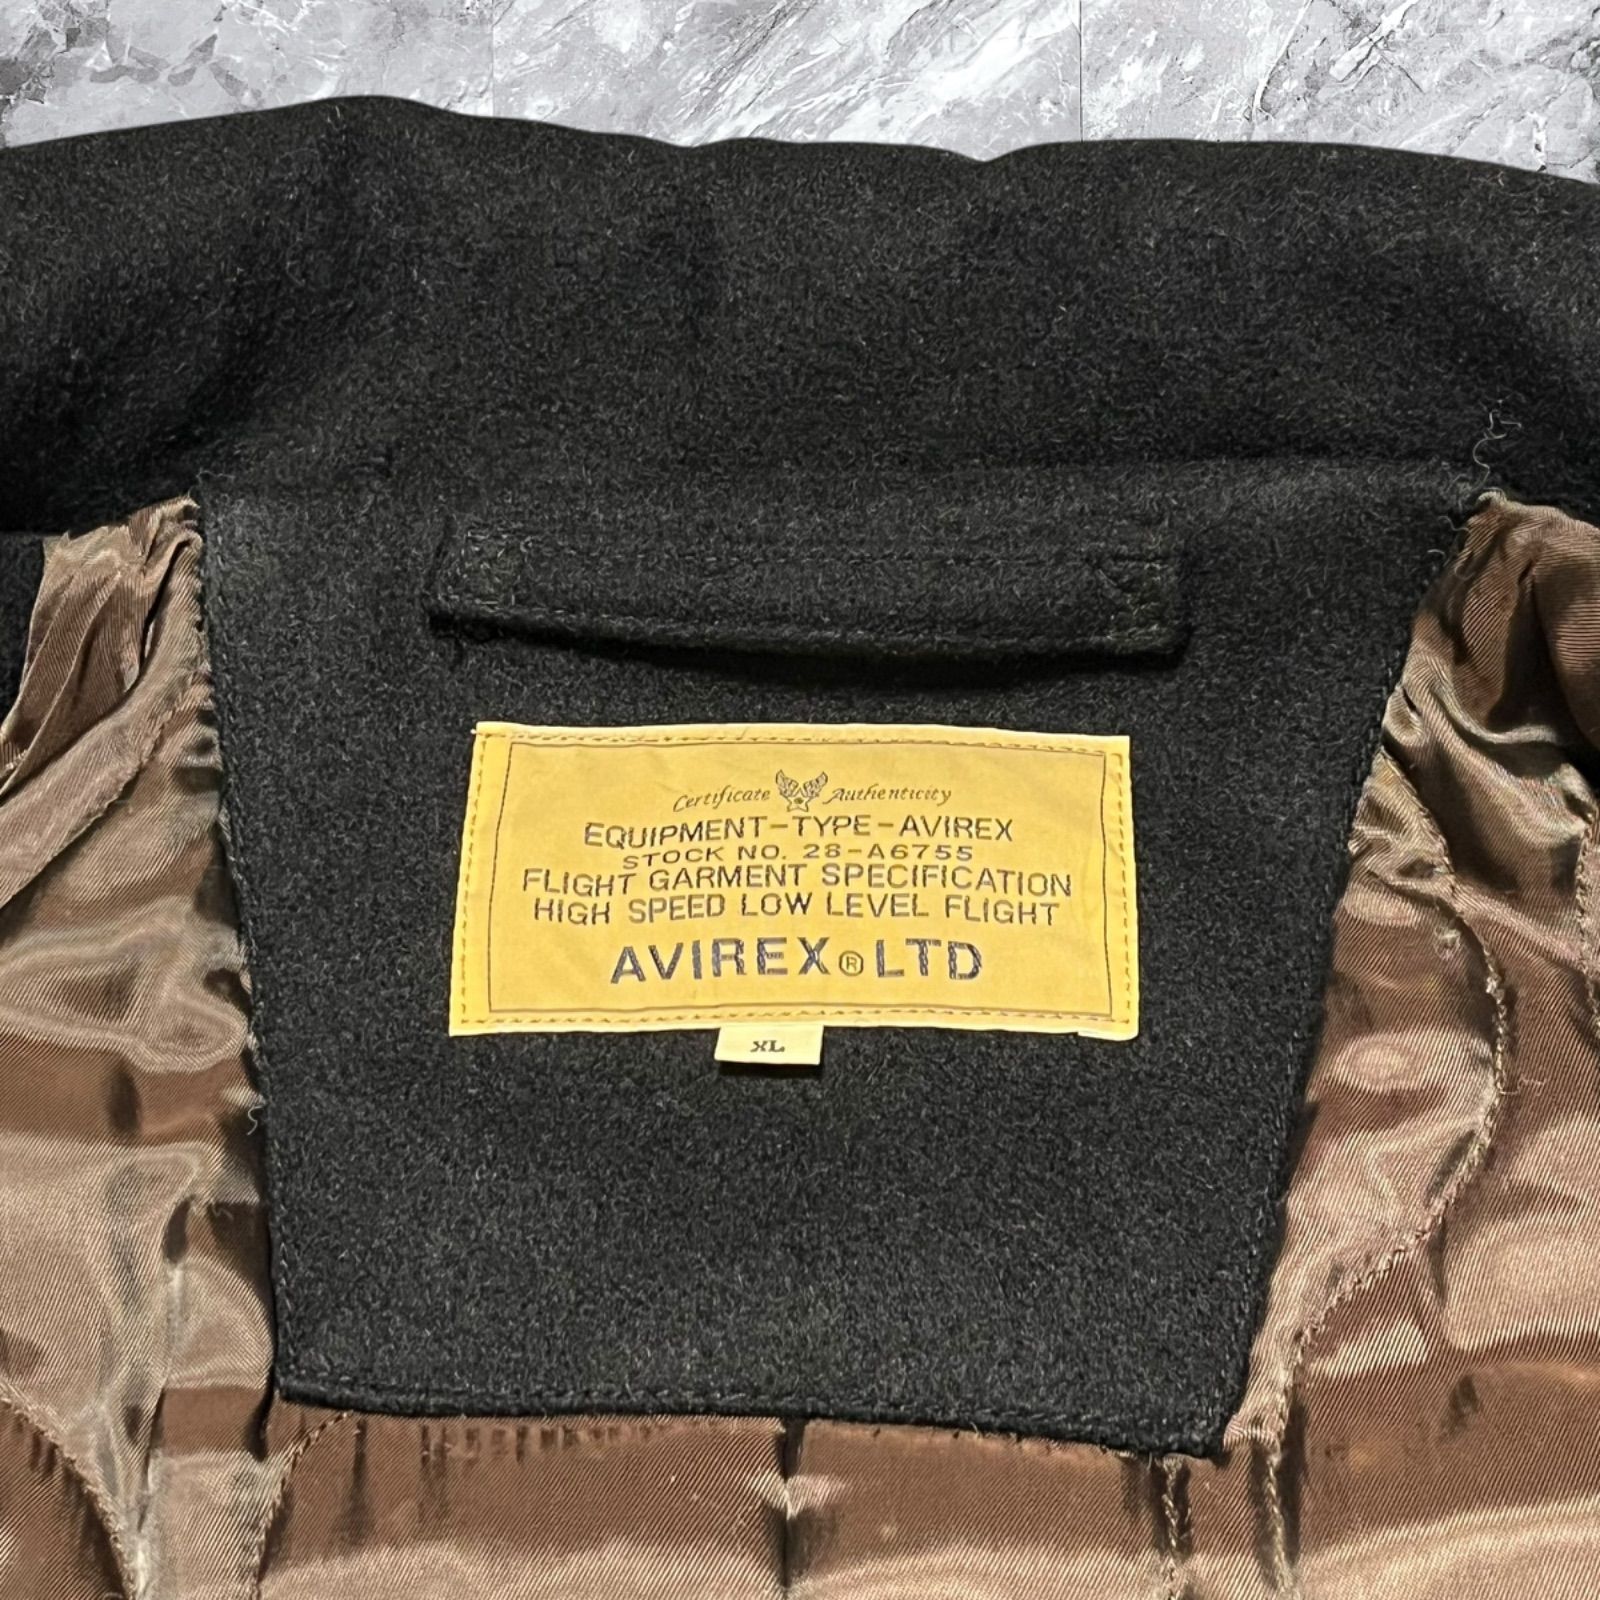 Certificate Authenticity
EQUIPMENT-TYPE-AVIREX
STOCK NO. 28-A6755
FLIGHT GARMENT SPECIFICATION
HIGH SPEED LOW LEVEL FLIGHT
AVIREX® LTD
XL